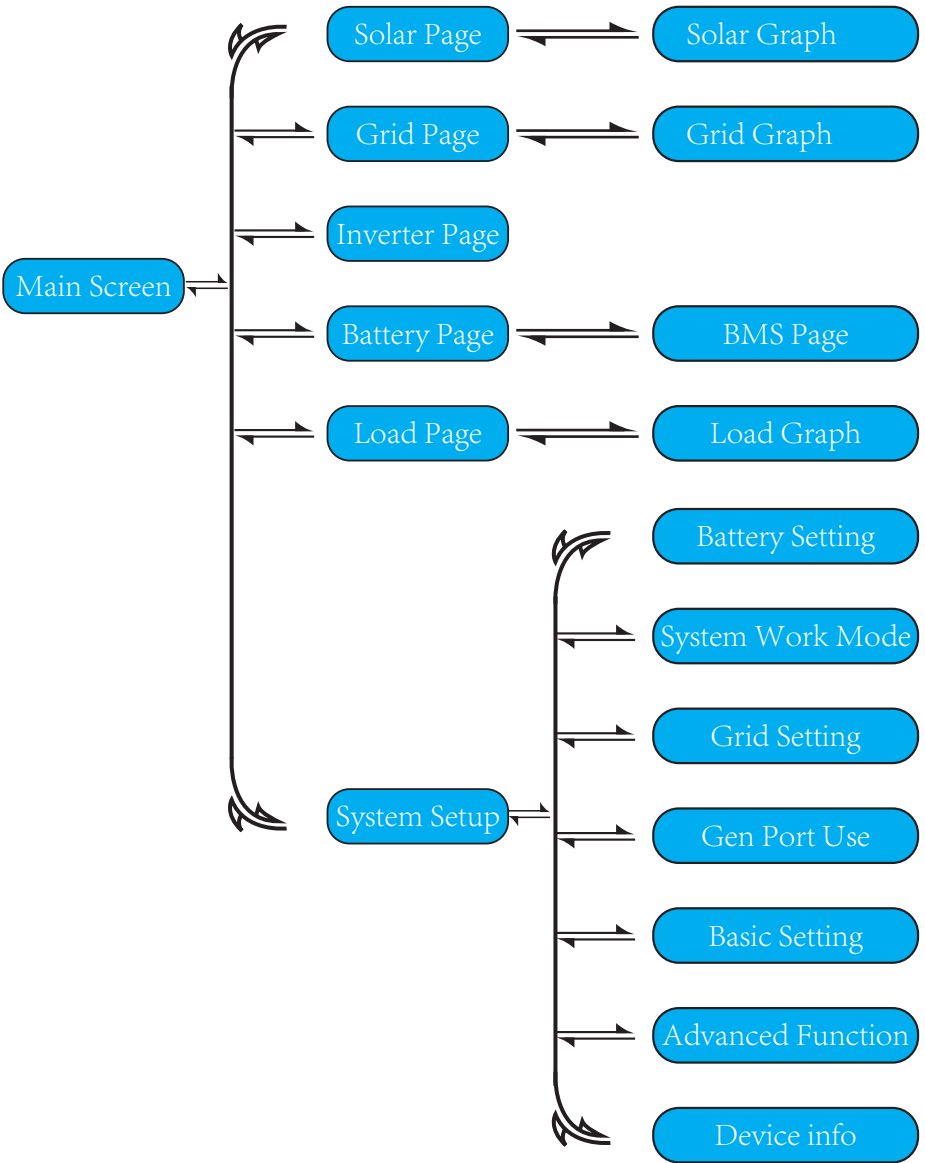 Solar Page
Solar Graph
Grid Page
Grid Graph
Inverter Page
Main Screen
Battery Page
BMS Page
Load Page
Load Graph
Battery Setting
System Work Mode
Grid Setting
System Setup
Gen Port Use
Basic Setting
Advanced Function
Device info